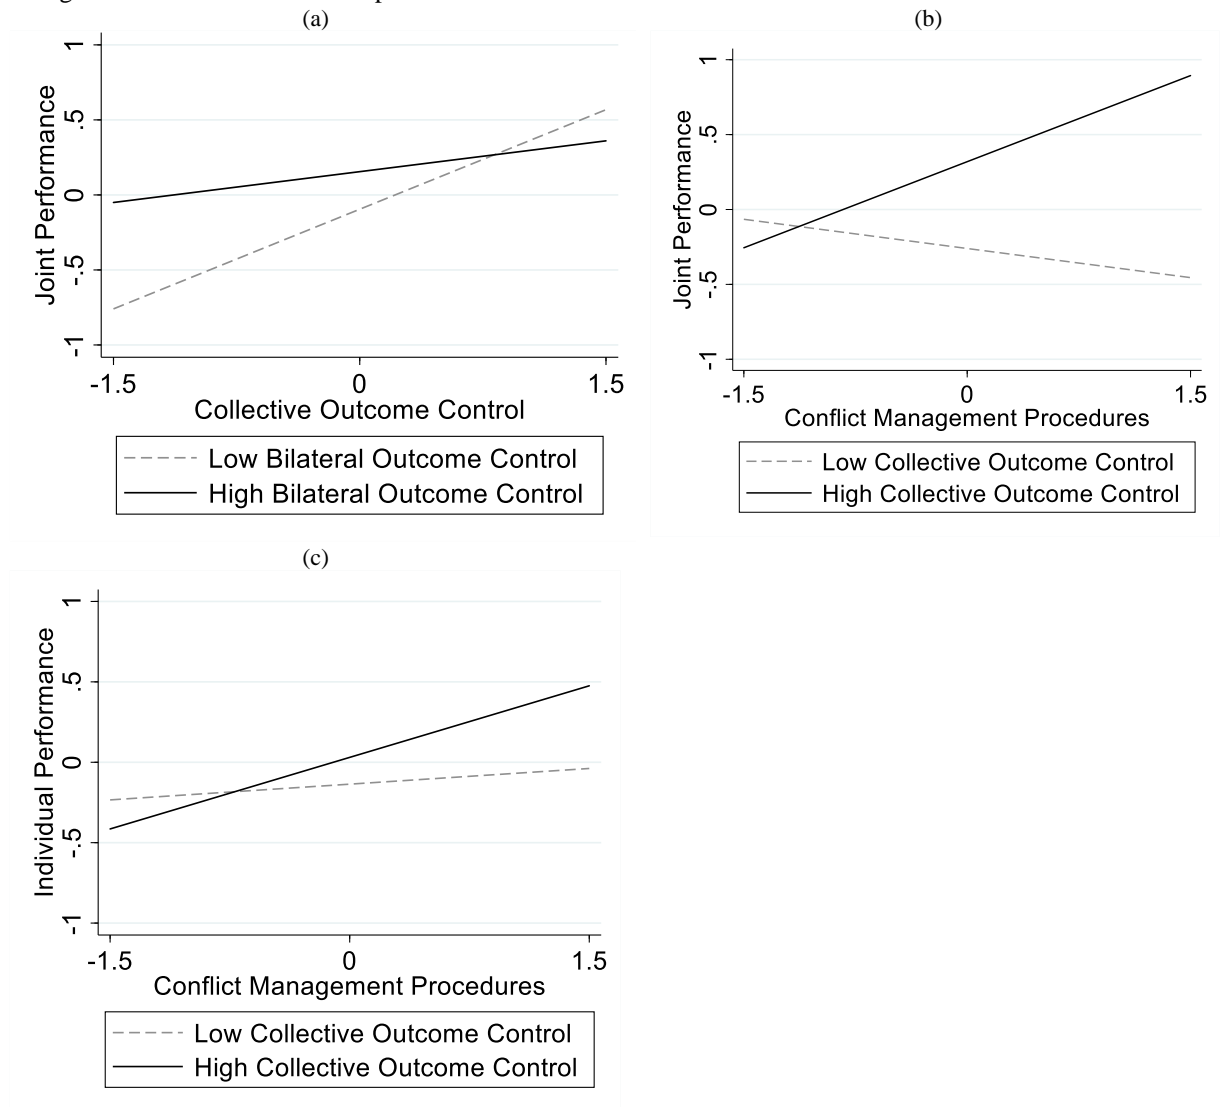 (a)
1
.5
0
-.5
-1
Joint Performance
-1.5 0 1.5
Collective Outcome Control
Low Bilateral Outcome Control
High Bilateral Outcome Control
(b)
1
.5
0
-.5
-1
Joint Performance
-1.5 0 1.5
Conflict Management Procedures
Low Collective Outcome Control
High Collective Outcome Control
(c)
1
.5
0
-.5
-1
Individual Performance
-1.5 0 1.5
Conflict Management Procedures
Low Collective Outcome Control
High Collective Outcome Control